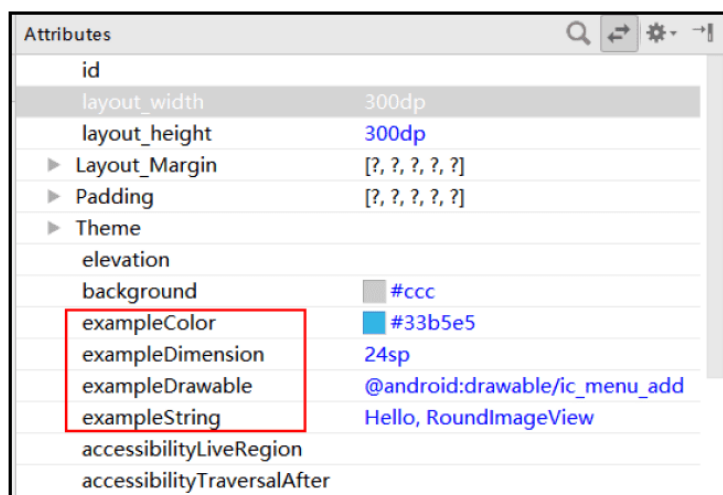 Attributes
id
layout_width 300dp
layout_height 300dp
Layout_Margin [?, ?, ?, ?, ?]
Padding [?, ?, ?, ?, ?]
Theme
elevation
background #ccc
exampleColor #33b5e5
exampleDimension 24sp
exampleDrawable @android:drawable/ic_menu_add
exampleString Hello, RoundImageView
accessibilityLiveRegion
accessibilityTraversalAfter